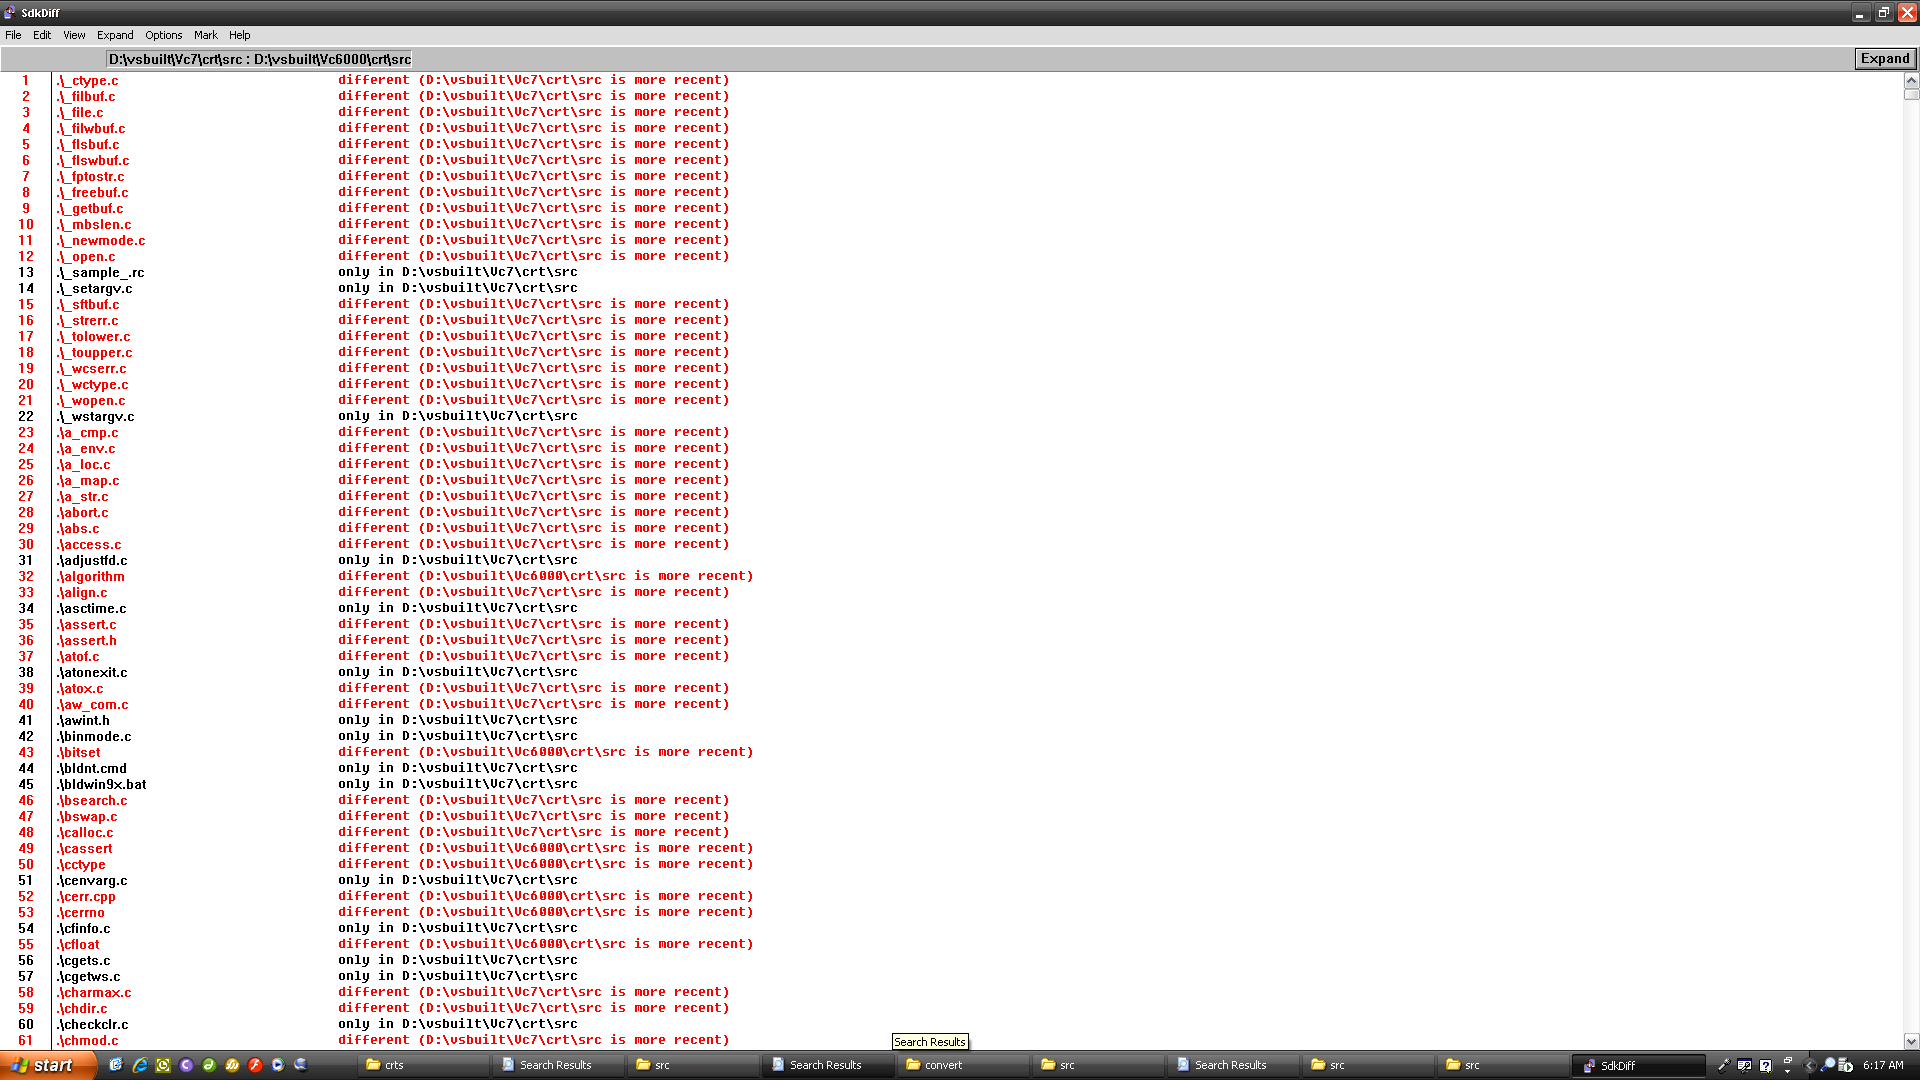 SdkDiff
File Edit View Expand Options Mark Help
D:\vsbuilt\Vc7\crt\src : D:\vsbuilt\Vc6000\crt\src Expand
1 .\_ctype.c different (D:\vsbuilt\Vc7\crt\src is more recent)
2 .\_filbuf.c different (D:\vsbuilt\Vc7\crt\src is more recent)
3 .\_file.c different (D:\vsbuilt\Vc7\crt\src is more recent)
4 .\_filwbuf.c different (D:\vsbuilt\Vc7\crt\src is more recent)
5 .\_flsbuf.c different (D:\vsbuilt\Vc7\crt\src is more recent)
6 .\_flswbuf.c different (D:\vsbuilt\Vc7\crt\src is more recent)
7 .\_fptostr.c different (D:\vsbuilt\Vc7\crt\src is more recent)
8 .\_freebuf.c different (D:\vsbuilt\Vc7\crt\src is more recent)
9 .\_getbuf.c different (D:\vsbuilt\Vc7\crt\src is more recent)
10 .\_mbslen.c different (D:\vsbuilt\Vc7\crt\src is more recent)
11 .\_newmode.c different (D:\vsbuilt\Vc7\crt\src is more recent)
12 .\_open.c different (D:\vsbuilt\Vc7\crt\src is more recent)
13 .\_sample_.rc only in D:\vsbuilt\Vc7\crt\src
14 .\_setargv.c only in D:\vsbuilt\Vc7\crt\src
15 .\_sftbuf.c different (D:\vsbuilt\Vc7\crt\src is more recent)
16 .\_strerr.c different (D:\vsbuilt\Vc7\crt\src is more recent)
17 .\_tolower.c different (D:\vsbuilt\Vc7\crt\src is more recent)
18 .\_toupper.c different (D:\vsbuilt\Vc7\crt\src is more recent)
19 .\_wcserr.c different (D:\vsbuilt\Vc7\crt\src is more recent)
20 .\_wctype.c different (D:\vsbuilt\Vc7\crt\src is more recent)
21 .\_wopen.c different (D:\vsbuilt\Vc7\crt\src is more recent)
22 .\_wstargv.c only in D:\vsbuilt\Vc7\crt\src
23 .\a_cmp.c different (D:\vsbuilt\Vc7\crt\src is more recent)
24 .\a_env.c different (D:\vsbuilt\Vc7\crt\src is more recent)
25 .\a_loc.c different (D:\vsbuilt\Vc7\crt\src is more recent)
26 .\a_map.c different (D:\vsbuilt\Vc7\crt\src is more recent)
27 .\a_str.c different (D:\vsbuilt\Vc7\crt\src is more recent)
28 .\abort.c different (D:\vsbuilt\Vc7\crt\src is more recent)
29 .\abs.c different (D:\vsbuilt\Vc7\crt\src is more recent)
30 .\access.c different (D:\vsbuilt\Vc7\crt\src is more recent)
31 .\adjustfd.c only in D:\vsbuilt\Vc7\crt\src
32 .\algorithm different (D:\vsbuilt\Vc6000\crt\src is more recent)
33 .\align.c different (D:\vsbuilt\Vc7\crt\src is more recent)
34 .\asctime.c only in D:\vsbuilt\Vc7\crt\src
35 .\assert.c different (D:\vsbuilt\Vc7\crt\src is more recent)
36 .\assert.h different (D:\vsbuilt\Vc7\crt\src is more recent)
37 .\atof.c different (D:\vsbuilt\Vc7\crt\src is more recent)
38 .\atonexit.c only in D:\vsbuilt\Vc7\crt\src
39 .\atox.c different (D:\vsbuilt\Vc7\crt\src is more recent)
40 .\aw_com.c different (D:\vsbuilt\Vc7\crt\src is more recent)
41 .\awint.h only in D:\vsbuilt\Vc7\crt\src
42 .\binmode.c only in D:\vsbuilt\Vc7\crt\src
43 .\bitset different (D:\vsbuilt\Vc6000\crt\src is more recent)
44 .\bldnt.cmd only in D:\vsbuilt\Vc7\crt\src
45 .\bldwin9x.bat only in D:\vsbuilt\Vc7\crt\src
46 .\bsearch.c different (D:\vsbuilt\Vc7\crt\src is more recent)
47 .\bswap.c different (D:\vsbuilt\Vc7\crt\src is more recent)
48 .\calloc.c different (D:\vsbuilt\Vc7\crt\src is more recent)
49 .\cassert different (D:\vsbuilt\Vc6000\crt\src is more recent)
50 .\cctype different (D:\vsbuilt\Vc6000\crt\src is more recent)
51 .\cenvarg.c only in D:\vsbuilt\Vc7\crt\src
52 .\cerr.cpp different (D:\vsbuilt\Vc6000\crt\src is more recent)
53 .\cerrno different (D:\vsbuilt\Vc6000\crt\src is more recent)
54 .\cfinfo.c only in D:\vsbuilt\Vc7\crt\src
55 .\cfloat different (D:\vsbuilt\Vc6000\crt\src is more recent)
56 .\cgets.c only in D:\vsbuilt\Vc7\crt\src
57 .\cgetws.c only in D:\vsbuilt\Vc7\crt\src
58 .\charmax.c different (D:\vsbuilt\Vc7\crt\src is more recent)
59 .\chdir.c different (D:\vsbuilt\Vc7\crt\src is more recent)
60 .\checkclr.c only in D:\vsbuilt\Vc7\crt\src
61 .\chmod.c different (D:\vsbuilt\Vc7\crt\src is more recent)
Search Results
start crts Search Results src Search Results convert src Search Results src src SdkDiff 6:17 AM